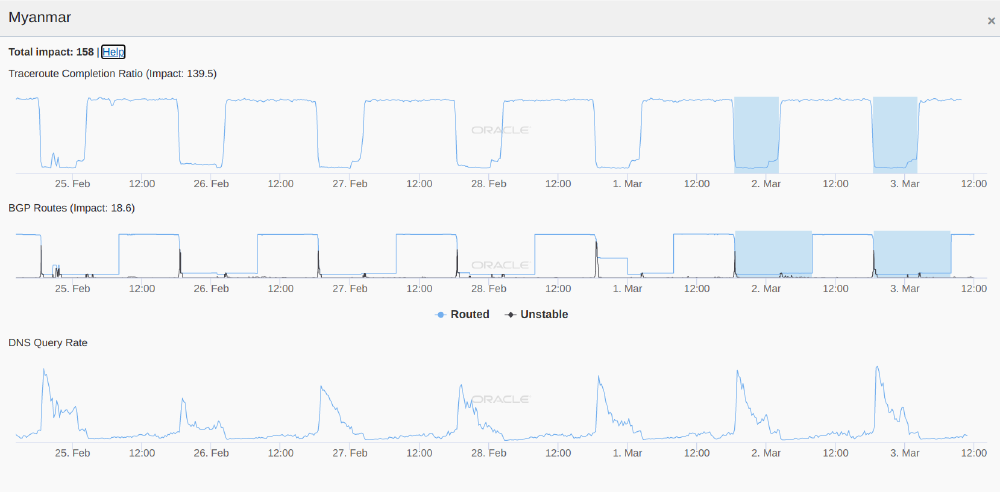 Myanmar
×
Total impact: 158 | Help
Traceroute Completion Ratio (Impact: 139.5)
ORACLE
25. Feb 12:00 26. Feb 12:00 27. Feb 12:00 28. Feb 12:00 1. Mar 12:00 2. Mar 12:00 3. Mar 12:00
BGP Routes (Impact: 18.6)
ORACLE
25. Feb 12:00 26. Feb 12:00 27. Feb 12:00 28. Feb 12:00 1. Mar 12:00 2. Mar 12:00 3. Mar 12:00
Routed Unstable
DNS Query Rate
ORACLE
25. Feb 12:00 26. Feb 12:00 27. Feb 12:00 28. Feb 12:00 1. Mar 12:00 2. Mar 12:00 3. Mar 12:00